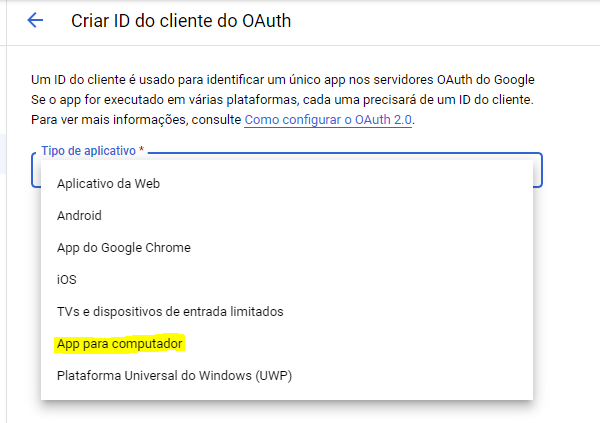 Criar ID do cliente do OAuth
Um ID do cliente é usado para identificar um único app nos servidores OAuth do Google
Se o app for executado em várias plataformas, cada uma precisará de um ID do cliente.
Para ver mais informações, consulte Como configurar o OAuth 2.0.
Tipo de aplicativo *
Aplicativo da Web
Android
App do Google Chrome
iOS
TVs e dispositivos de entrada limitados
App para computador
Plataforma Universal do Windows (UWP)